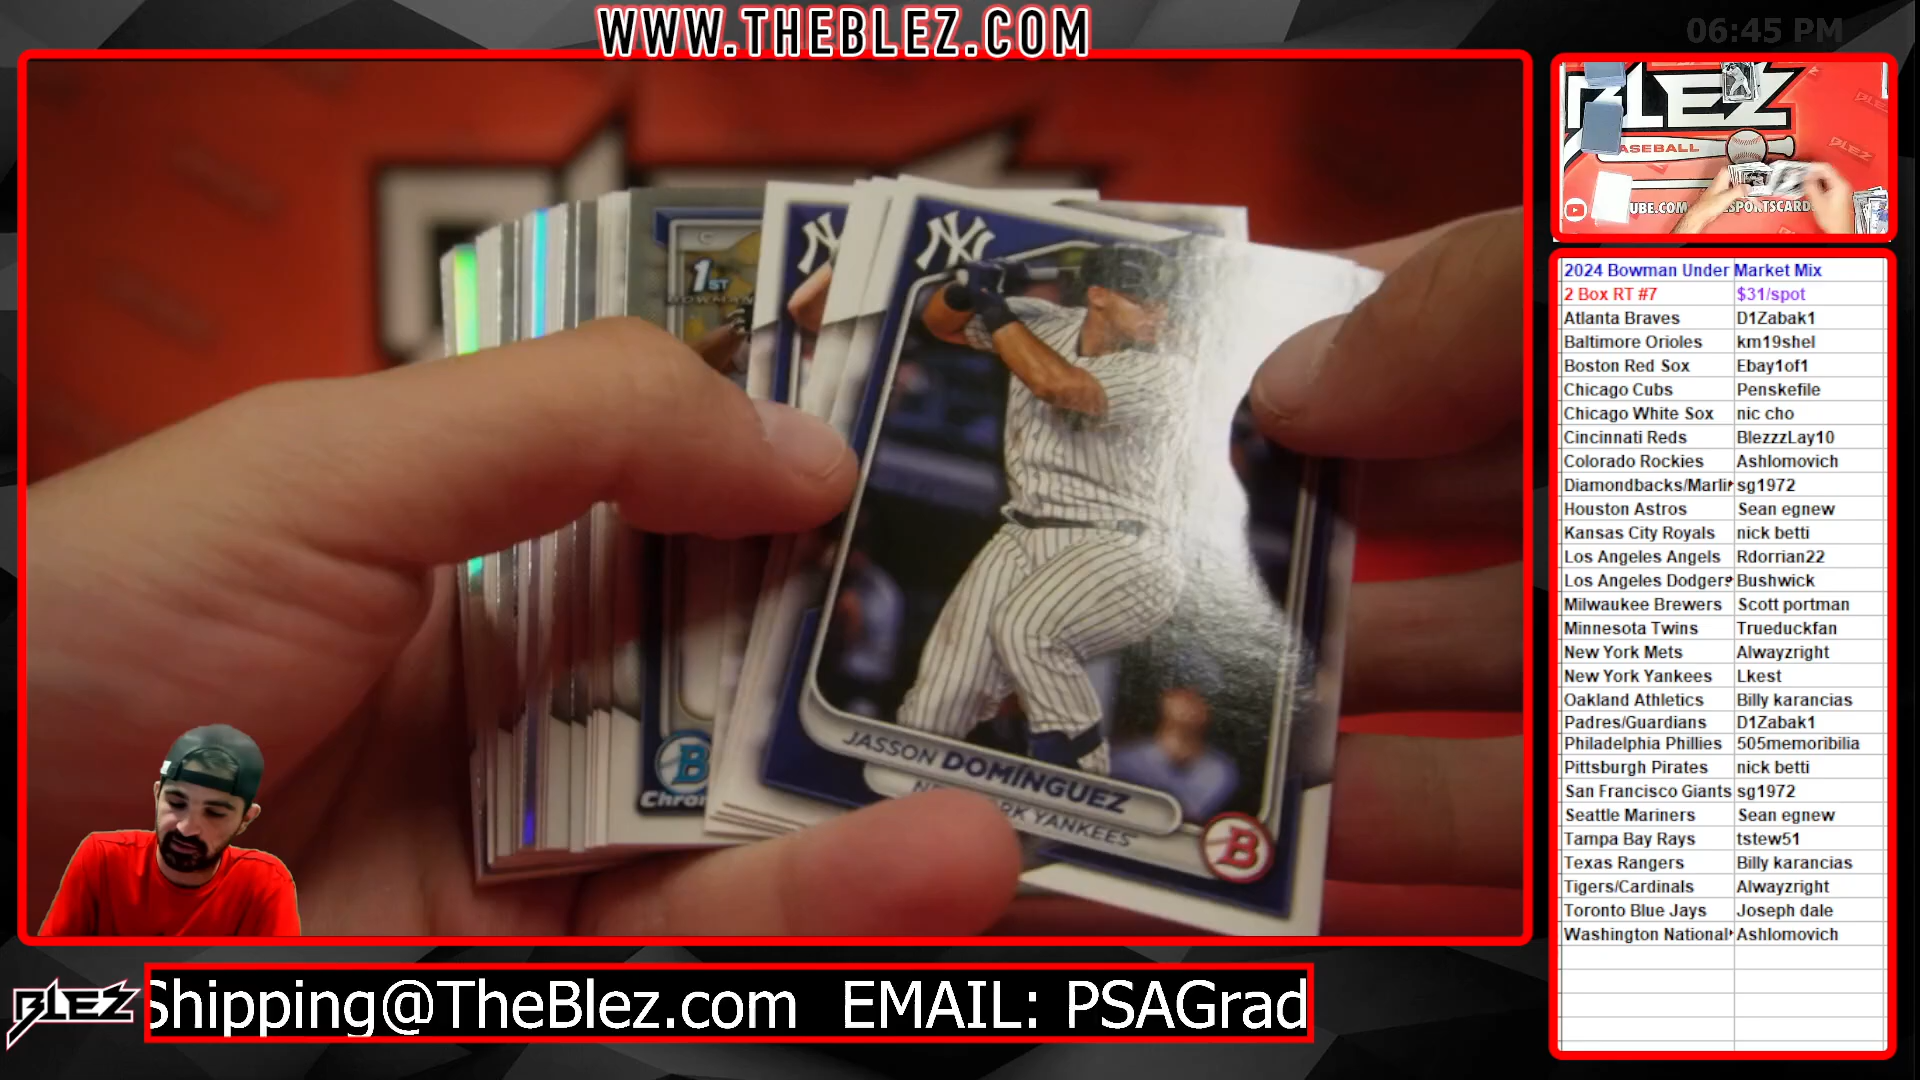 WWW.THEBLEZ.COM
06:45 PM
BLEZ
BASEBALL
2024 Bowman Under Market Mix
2 Box RT #7 $31/spot
Atlanta Braves D1Zabak1
Baltimore Orioles km19shel
Boston Red Sox Ebay1of1
Chicago Cubs Penskefile
Chicago White Sox nic cho
Cincinnati Reds BlezzzLay10
Colorado Rockies Ashlomovich
Diamondbacks/Marli sg1972
Houston Astros Sean egnew
Kansas City Royals nick betti
Los Angeles Angels Rdorrian22
Los Angeles Dodgers Bushwick
Milwaukee Brewers Scott portman
Minnesota Twins Trueduckfan
New York Mets Alwayzright
New York Yankees Lkest
Oakland Athletics Billy karancias
Padres/Guardians D1Zabak1
Philadelphia Phillies 505memoribilia
Pittsburgh Pirates nick betti
San Francisco Giants sg1972
Seattle Mariners Sean egnew
Tampa Bay Rays tstew51
Texas Rangers Billy karancias
Tigers/Cardinals Alwayzright
Toronto Blue Jays Joseph dale
Washington National Ashlomovich
1ST
BOWMAN
NY
NY
JASSON DOMÍNGUEZ
YANKEES
B
B
Chro
BLEZ
Shipping@TheBlez.com EMAIL: PSAGrad